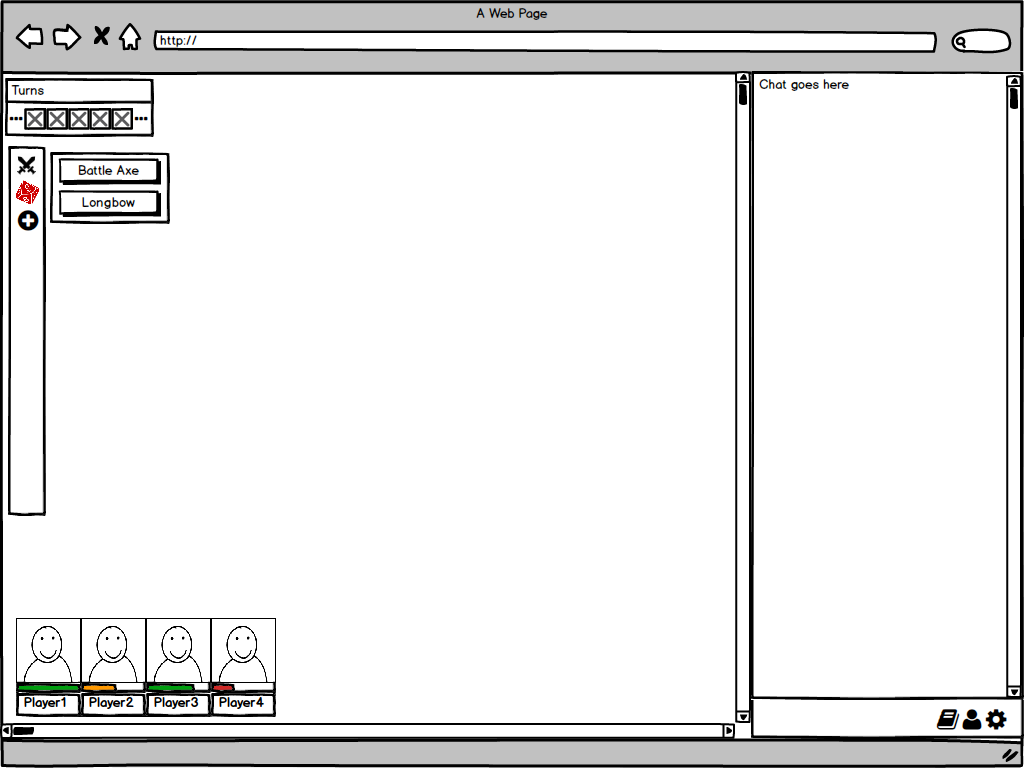 A Web Page
http://
Turns
Battle Axe
Longbow
Chat goes here
Player1
Player2
Player3
Player4